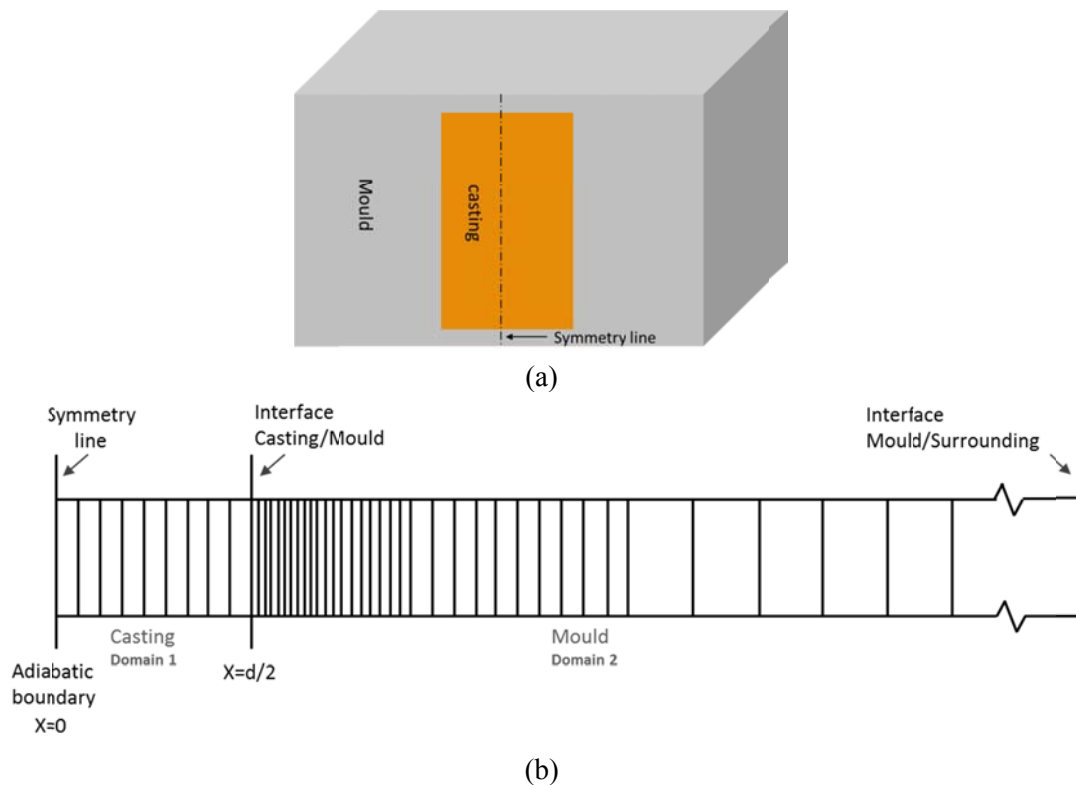 Mould
casting
Symmetry line
(a)
Symmetry
line
Interface
Casting/Mould
Interface
Mould/Surrounding
Casting
Domain 1
Mould
Domain 2
Adiabatic
boundary
X=0
X=d/2
(b)